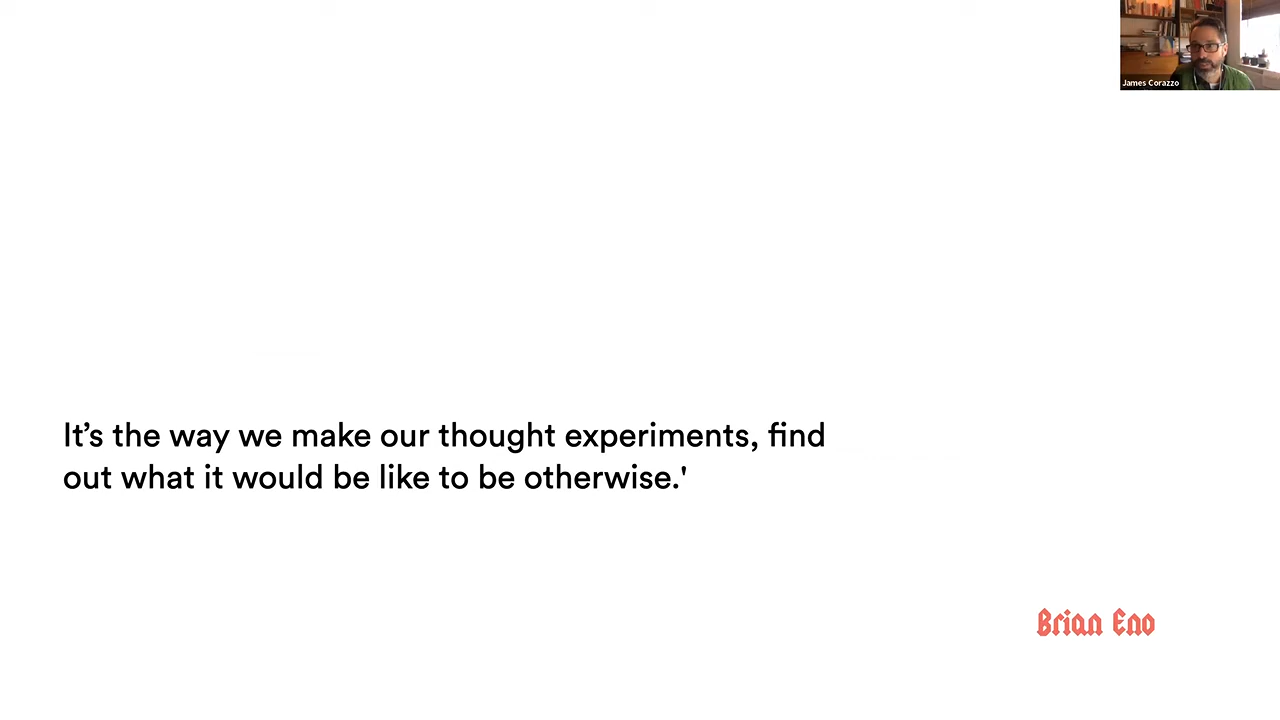 James Corazzo
It’s the way we make our thought experiments, find
out what it would be like to be otherwise.'
Brian Eno